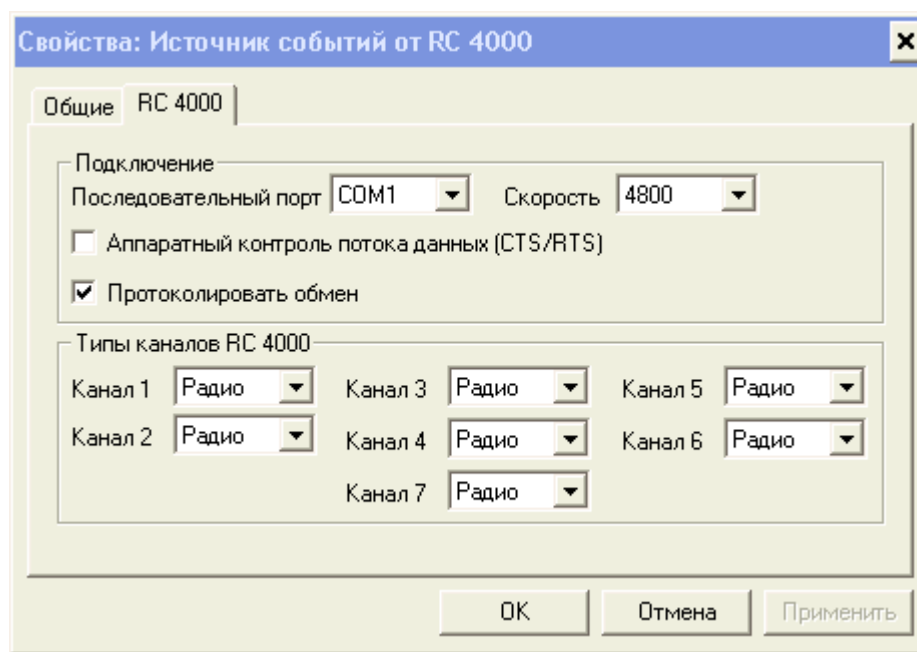 Свойства: Источник событий от RC 4000
Общие RC 4000
Подключение
Последовательный порт COM1 Скорость 4800
Аппаратный контроль потока данных (CTS/RTS)
Протоколировать обмен
Типы каналов RC 4000
Канал 1 Радио Канал 3 Радио Канал 5 Радио
Канал 2 Радио Канал 4 Радио Канал 6 Радио
Канал 7 Радио
OK Отмена Применить